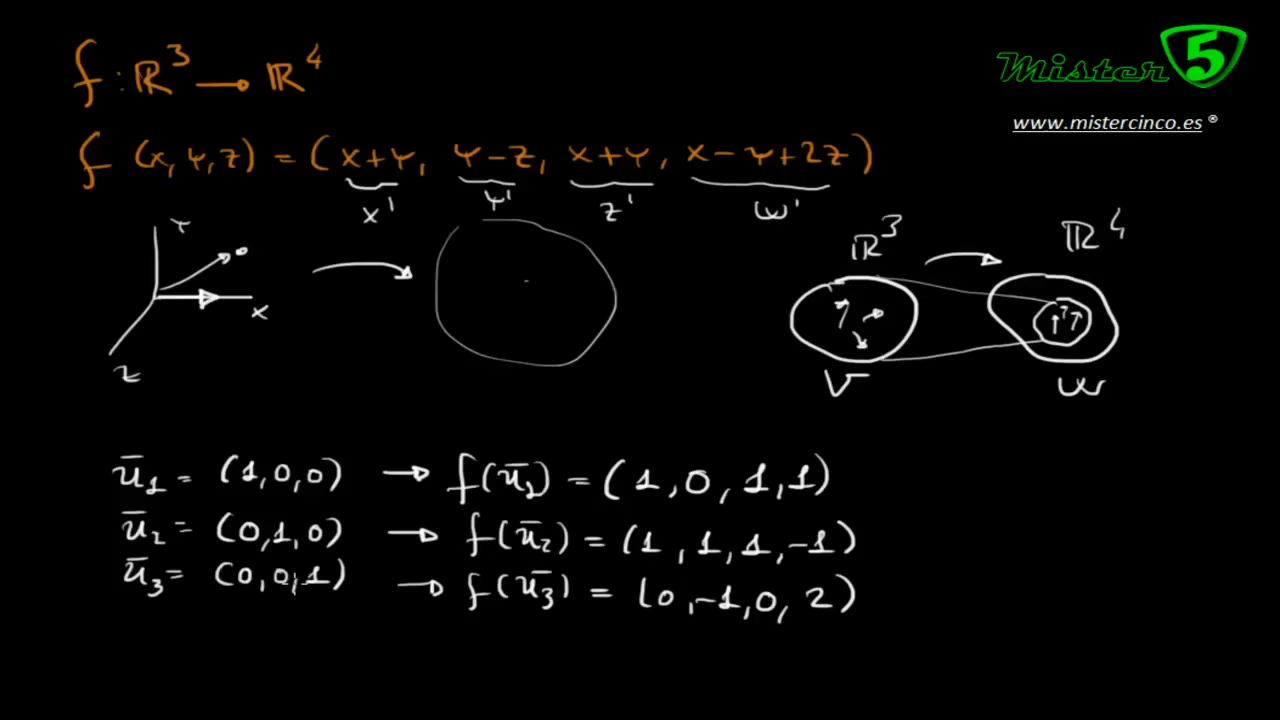 f : ℝ³ → ℝ⁴
Mister 5
www.mistercinco.es ®
f (x, y, z) = (x+y, y-z, x+y, x-y+2z)
x' y' z' w'
y
x
z
ℝ³ → ℝ⁴
V W
ū₁ = (1,0,0) → f(ū₁) = (1,0,1,1)
ū₂ = (0,1,0) → f(ū₂) = (1,1,1,-1)
ū₃ = (0,0,1) → f(ū₃) = (0,-1,0,2)